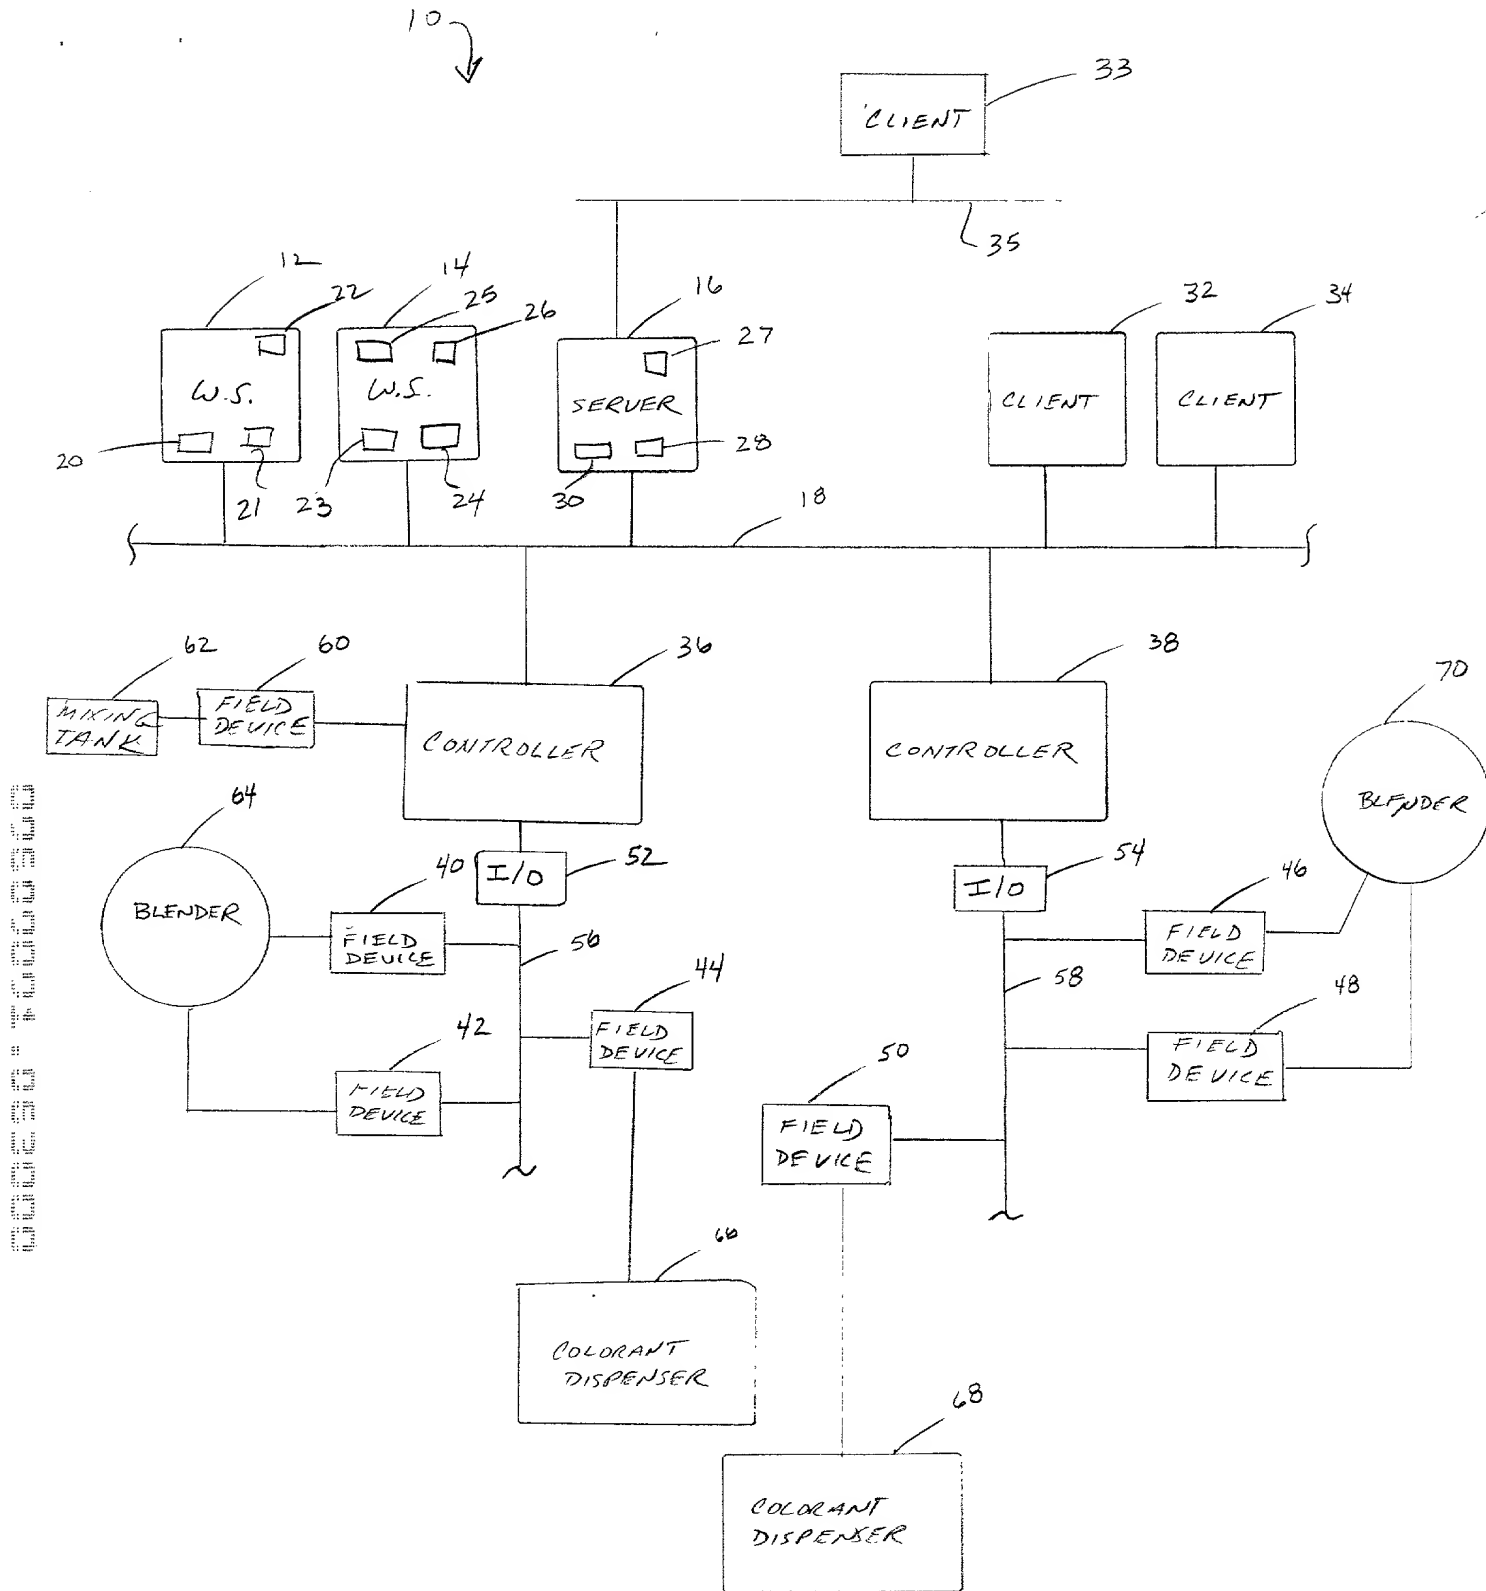 10
33
CLIENT
35
12
22
14
25
26
16
27
32
34
W.S.
W.S.
SERVER
CLIENT
CLIENT
20
21
23
24
30
28
18
62
60
36
38
70
MIXING
TANK
FIELD
DEVICE
CONTROLLER
CONTROLLER
BLENDER
64
40
I/O
52
I/O
54
46
BLENDER
FIELD
DEVICE
56
44
58
FIELD
DEVICE
48
42
FIELD
DEVICE
50
FIELD
DEVICE
FIELD
DEVICE
FIELD
DEVICE
66
COLORANT
DISPENSER
68
COLORANT
DISPENSER